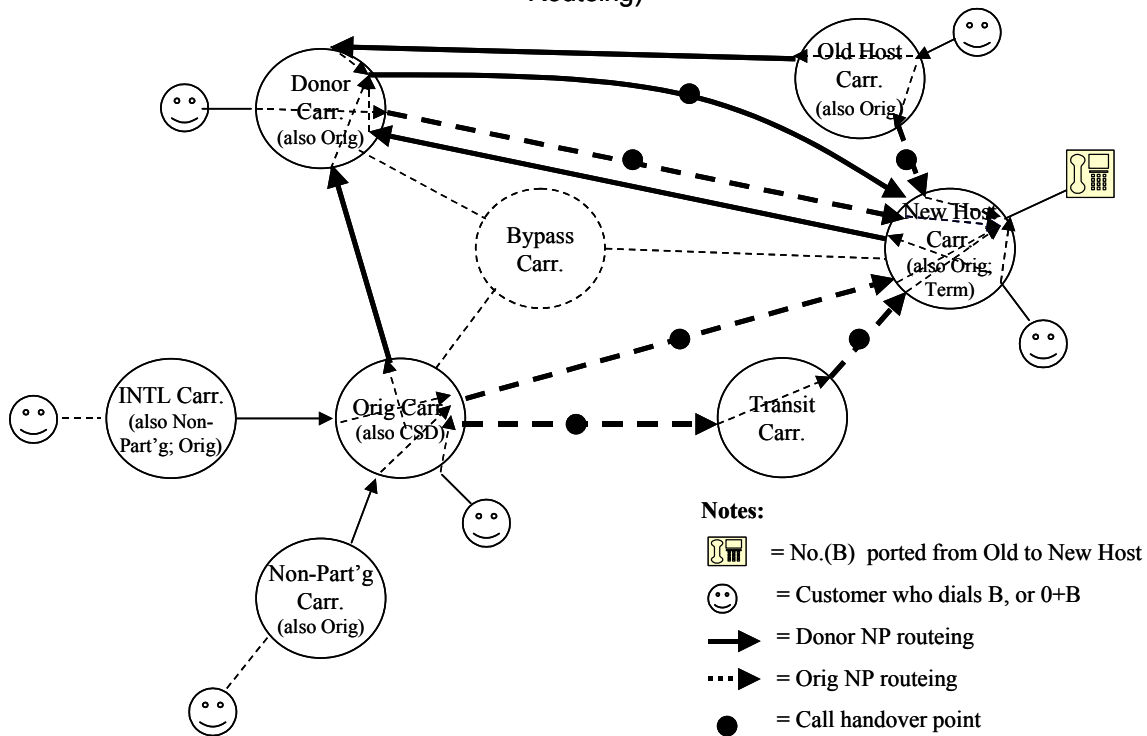 Routeing)
Donor
Carr.
(also Orig)
Old Host
Carr.
(also Orig)
Bypass
Carr.
New Host
Carr.
(also Orig;
Term)
INTL Carr.
(also Non-
Part'g; Orig)
Orig Carr.
(also CSD)
Transit
Carr.
Non-Part'g
Carr.
(also Orig)
Notes:
= No.(B) ported from Old to New Host
= Customer who dials B, or 0+B
= Donor NP routeing
= Orig NP routeing
= Call handover point